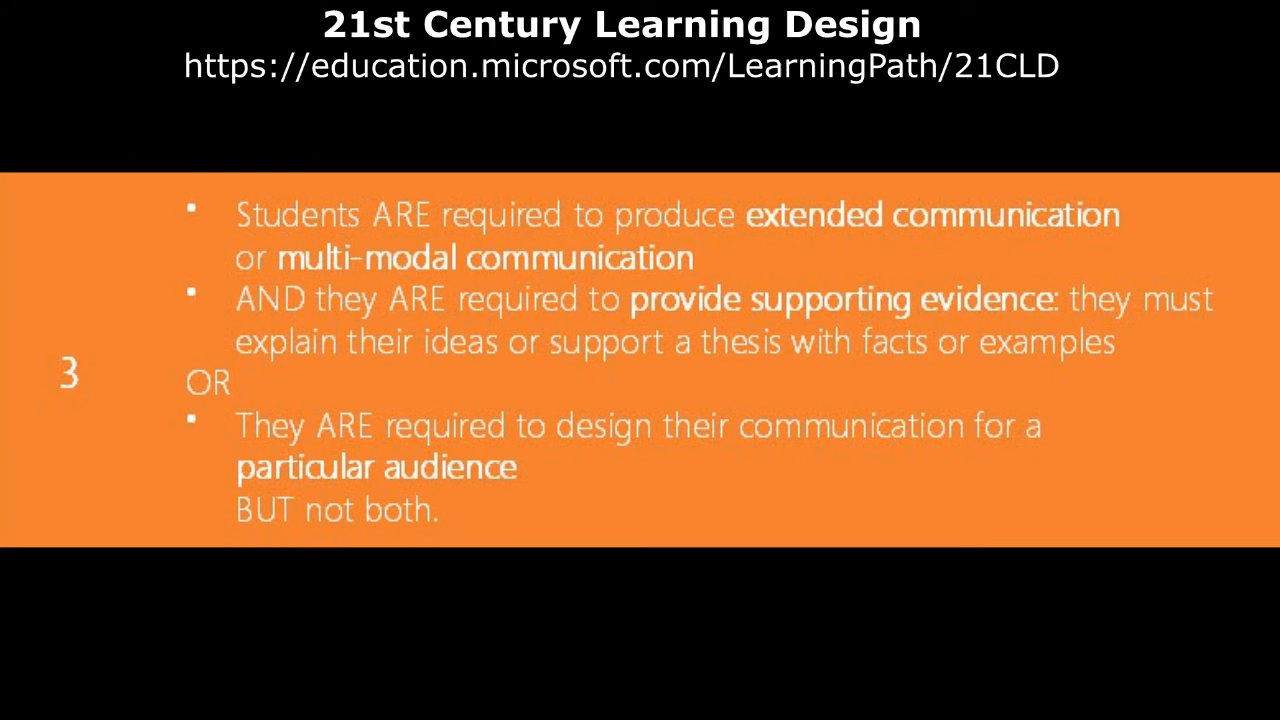 21st Century Learning Design
https://education.microsoft.com/LearningPath/21CLD
▪ Students ARE required to produce extended communication
or multi-modal communication
▪ AND they ARE required to provide supporting evidence: they must
explain their ideas or support a thesis with facts or examples
3
OR
▪ They ARE required to design their communication for a
particular audience
BUT not both.